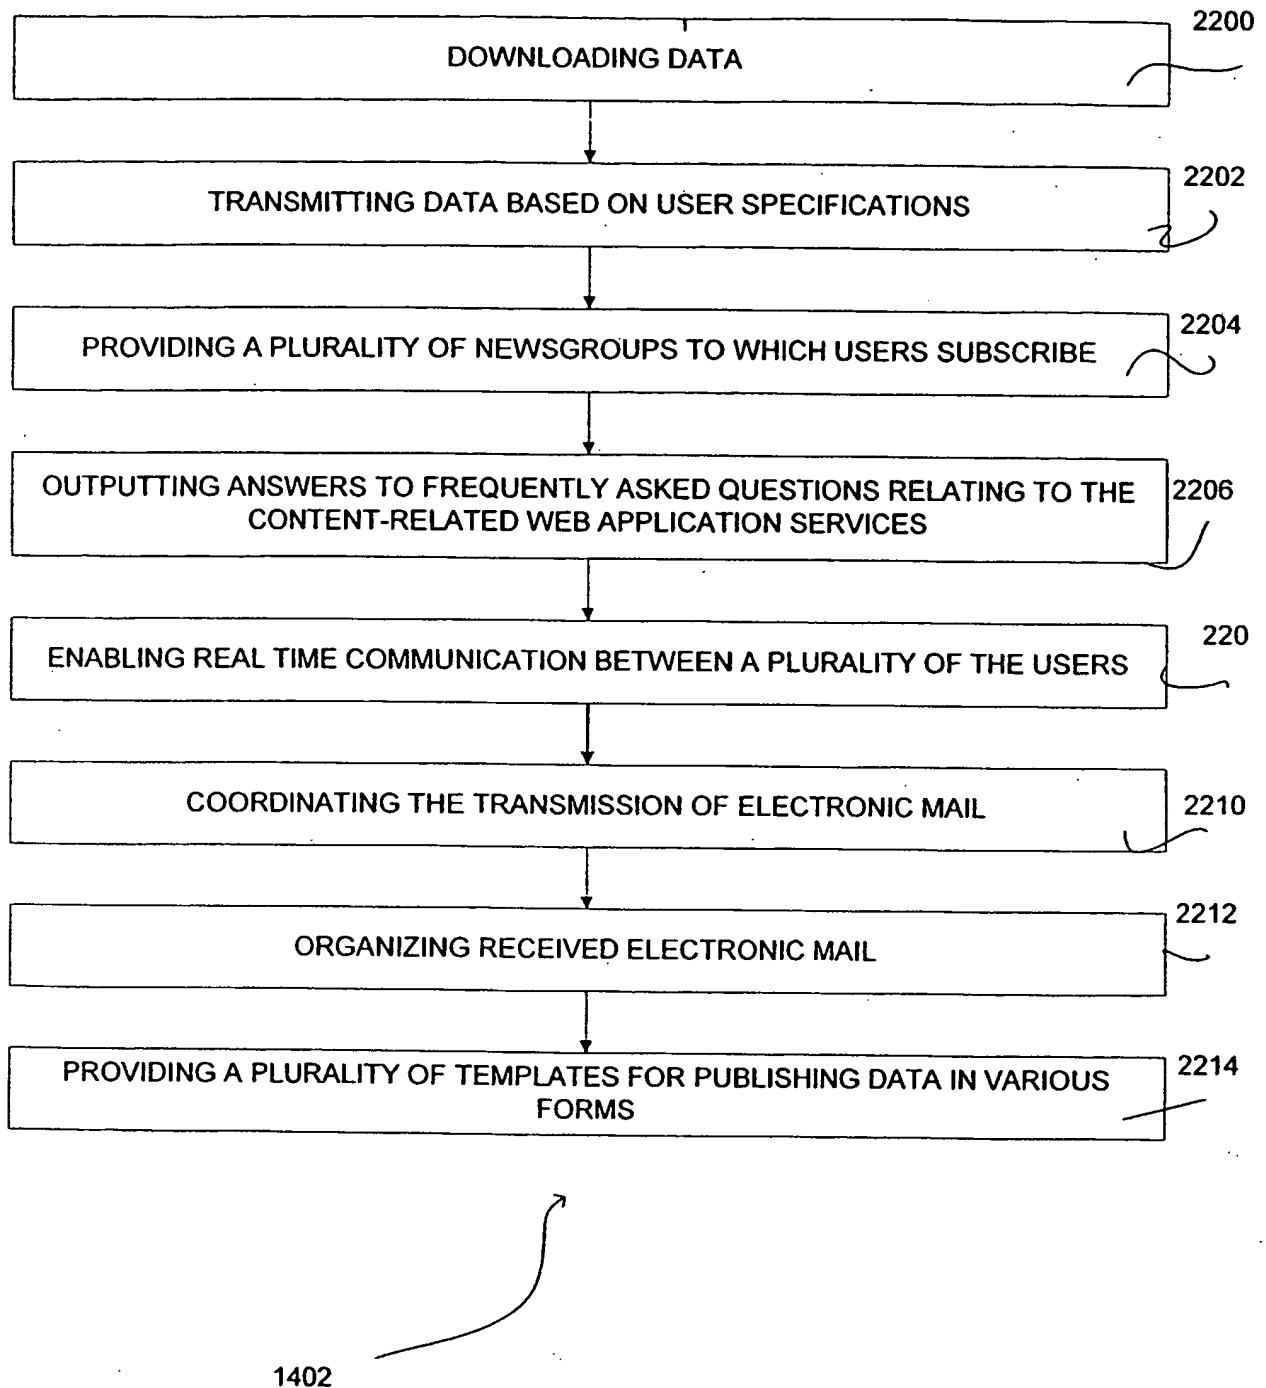 2200
DOWNLOADING DATA
2202
TRANSMITTING DATA BASED ON USER SPECIFICATIONS
2204
PROVIDING A PLURALITY OF NEWSGROUPS TO WHICH USERS SUBSCRIBE
OUTPUTTING ANSWERS TO FREQUENTLY ASKED QUESTIONS RELATING TO THE
2206
CONTENT-RELATED WEB APPLICATION SERVICES
220
ENABLING REAL TIME COMMUNICATION BETWEEN A PLURALITY OF THE USERS
COORDINATING THE TRANSMISSION OF ELECTRONIC MAIL
2210
2212
ORGANIZING RECEIVED ELECTRONIC MAIL
2214
PROVIDING A PLURALITY OF TEMPLATES FOR PUBLISHING DATA IN VARIOUS
FORMS
1402